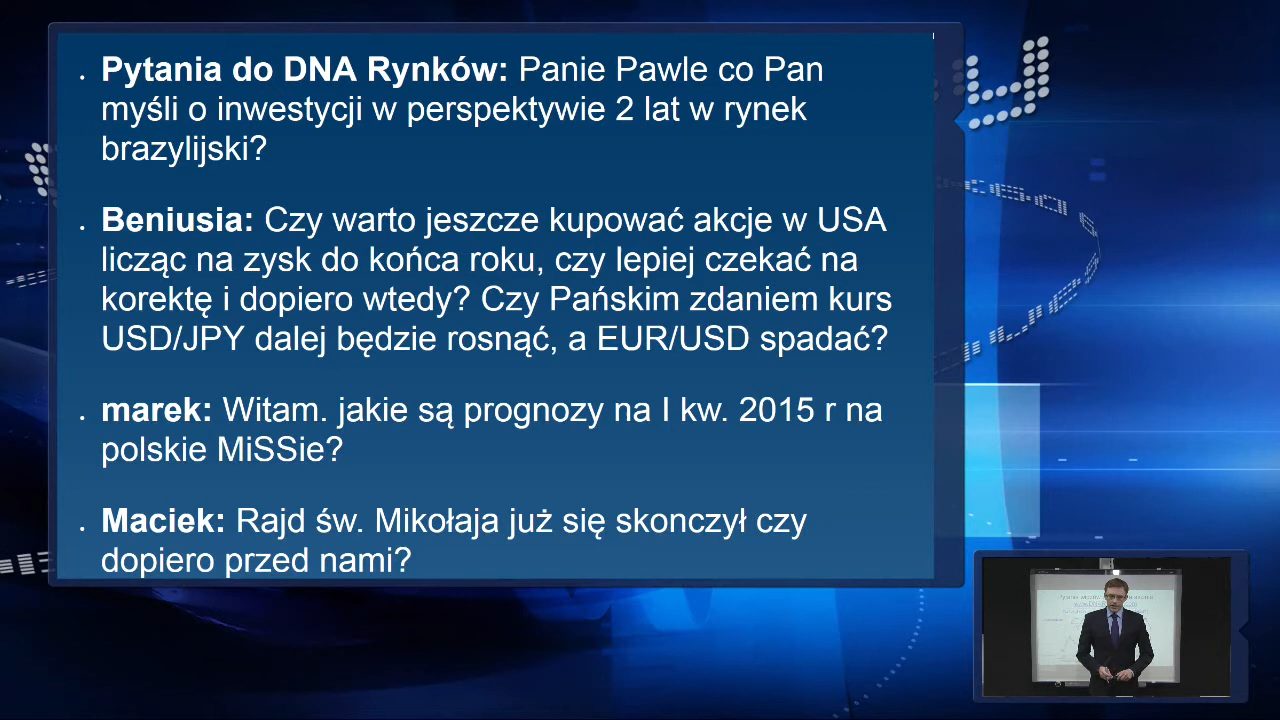 Pytania do DNA Rynków: Panie Pawle co Pan
myśli o inwestycji w perspektywie 2 lat w rynek
brazylijski?
Beniusia: Czy warto jeszcze kupować akcje w USA
licząc na zysk do końca roku, czy lepiej czekać na
korektę i dopiero wtedy? Czy Pańskim zdaniem kurs
USD/JPY dalej będzie rosnąć, a EUR/USD spadać?
marek: Witam. jakie są prognozy na I kw. 2015 r na
polskie MiSSie?
Maciek: Rajd św. Mikołaja już się skonczył czy
dopiero przed nami?